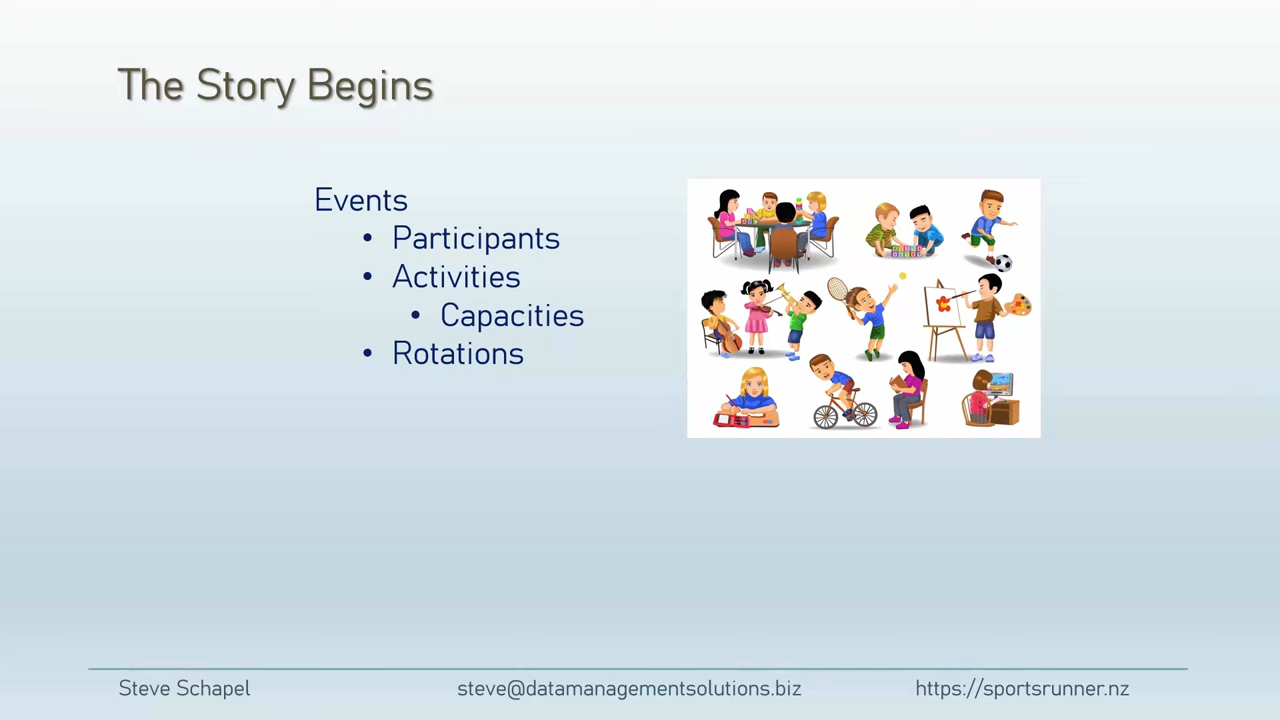 The Story Begins
Events
• Participants
• Activities
• Capacities
• Rotations
Steve Schapel
steve@datamanagementsolutions.biz
https://sportsrunner.nz